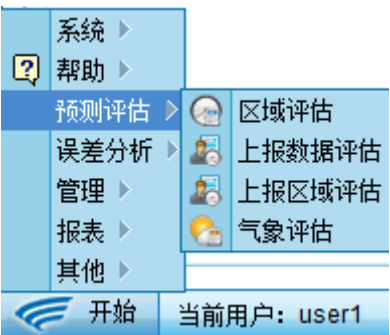 系统
帮助
预测评估
误差分析
管理
报表
其他
区域评估
上报数据评估
上报区域评估
气象评估
开始
当前用户：user1